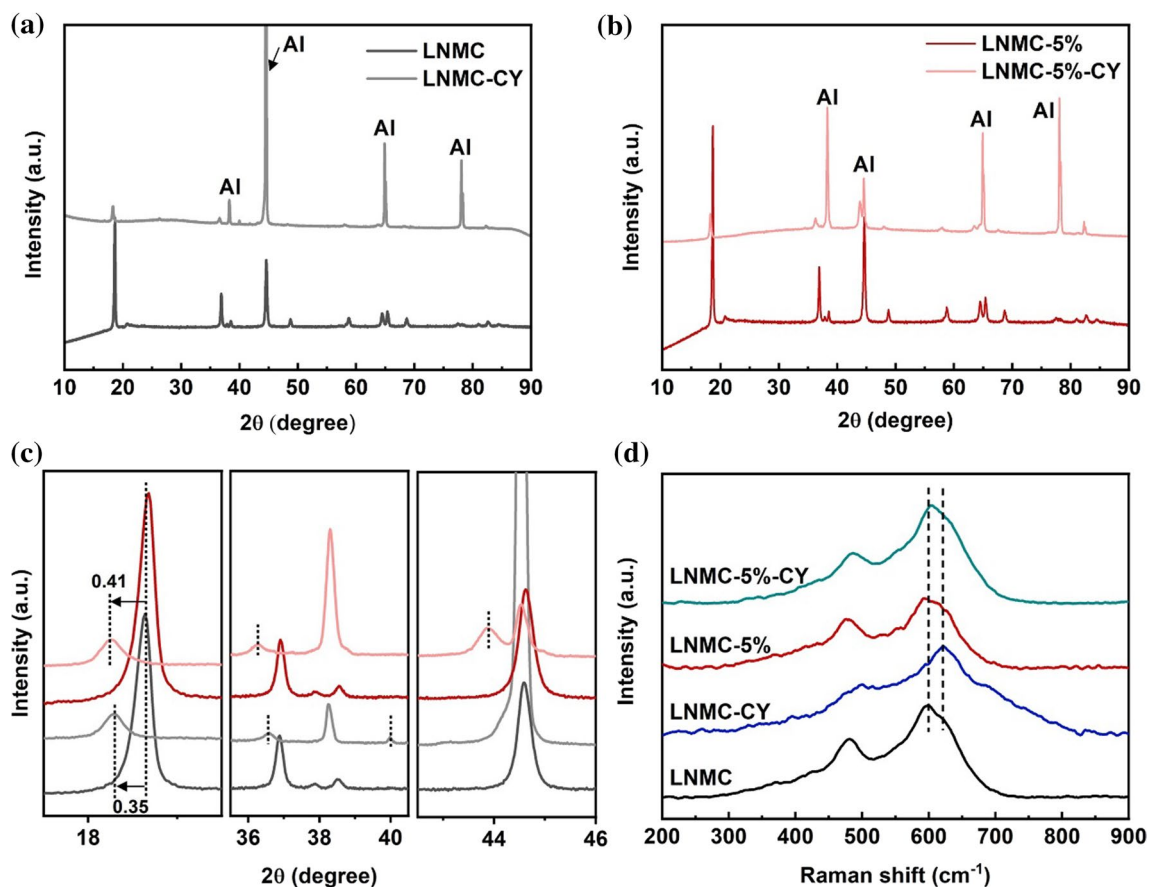 (a)
Intensity (a.u.)
LNMC
LNMC-CY
Al
Al
Al
Al
10 20 30 40 50 60 70 80 90
2θ (degree)
(b)
Intensity (a.u.)
LNMC-5%
LNMC-5%-CY
Al
Al
Al
Al
10 20 30 40 50 60 70 80 90
2θ (degree)
(c)
Intensity (a.u.)
0.41
0.35
18 36 38 40 44 46
2θ (degree)
(d)
Intensity (a.u.)
LNMC-5%-CY
LNMC-5%
LNMC-CY
LNMC
200 300 400 500 600 700 800 900
Raman shift (cm⁻¹)